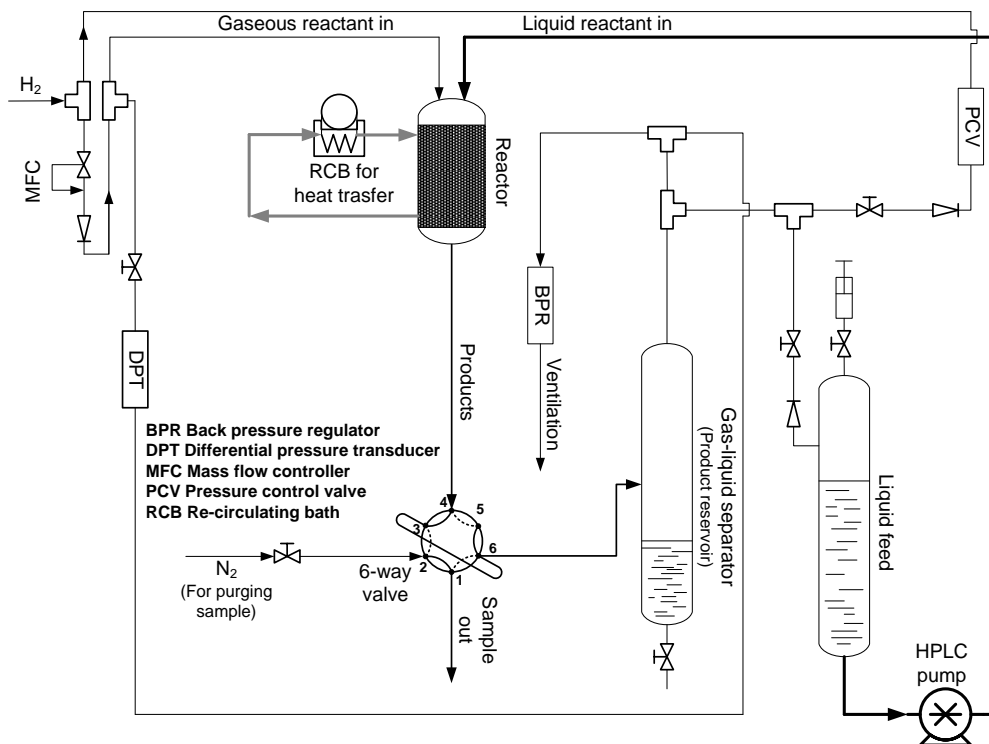 Gaseous reactant in
Liquid reactant in
H2
MFC
PCV
RCB for
heat trasfer
Reactor
BPR
DPT
Products
Ventilation
BPR Back pressure regulator
DPT Differential pressure transducer
MFC Mass flow controller
PCV Pressure control valve
RCB Re-circulating bath
Gas-liquid separator
(Product reservoir)
Liquid feed
4
5
3
6
2
1
N2
(For purging
sample)
6-way
valve
Sample
out
HPLC
pump